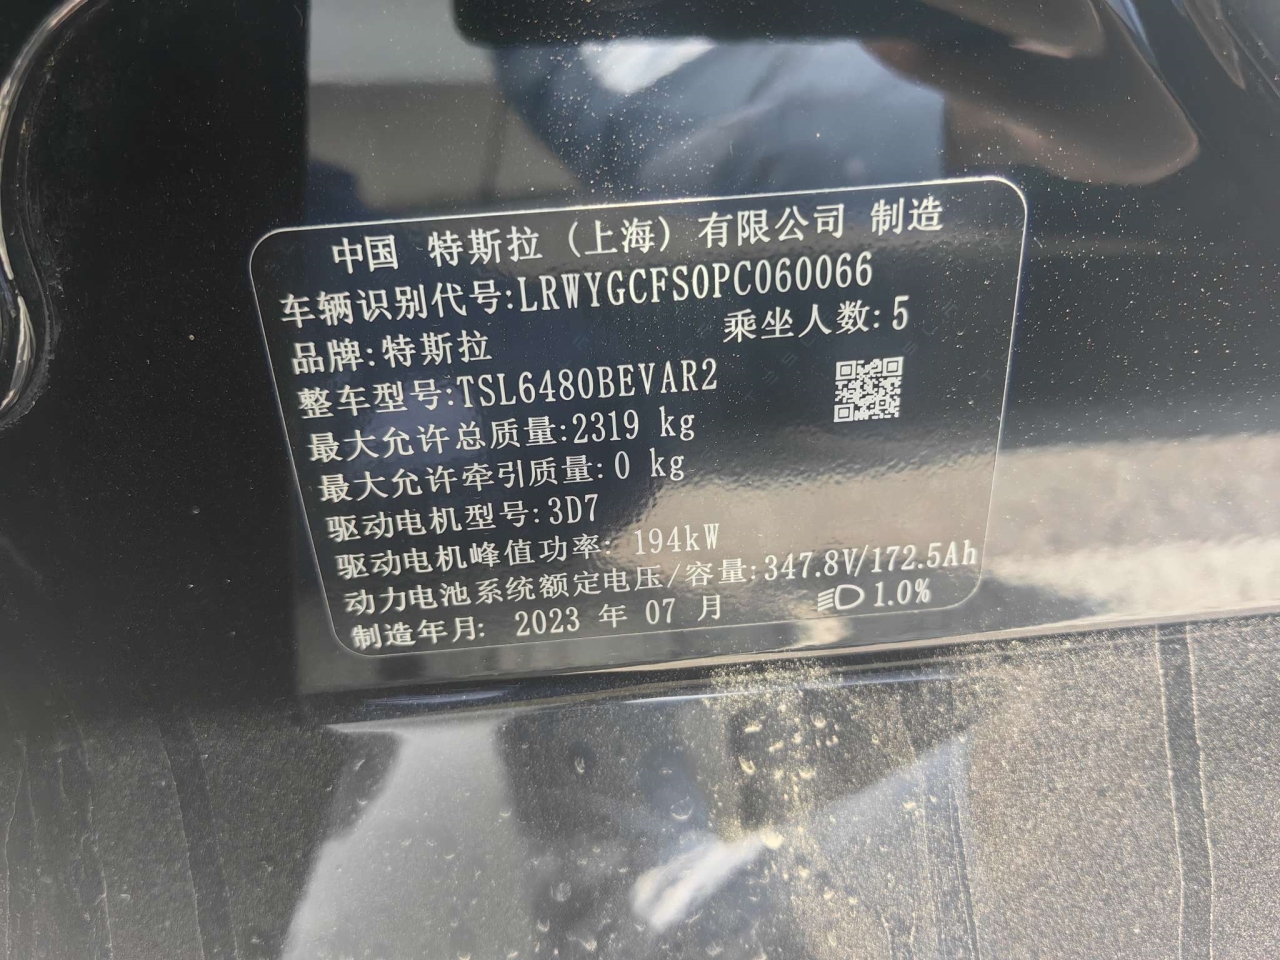 中国 特斯拉 (上海) 有限公司 制造
车辆识别代号:LRWYGCFS0PC060066
品牌:特斯拉 乘坐人数:5
整车型号:TSL6480BEVAR2
最大允许总质量:2319 kg
最大允许牵引质量:0 kg
驱动电机型号:3D7
驱动电机峰值功率: 194kW
动力电池系统额定电压/容量:347.8V/172.5Ah
制造年月: 2023 年 07 月 1.0%